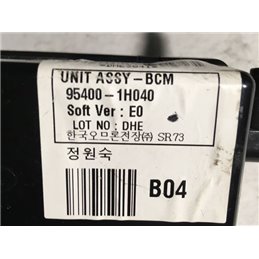 UNIT ASSY-BCM
95400-1H040
Soft Ver : E0
LOT NO : DHE
한국오므론전장(주) SR73
정원숙
B04